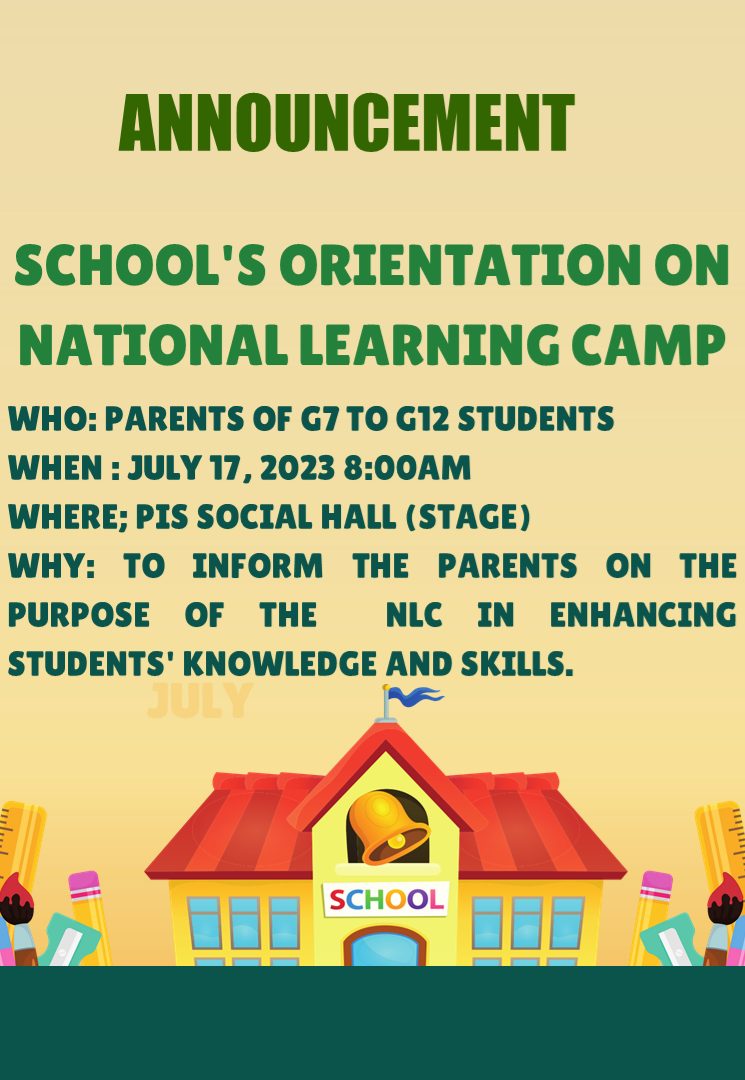 ANNOUNCEMENT
SCHOOL'S ORIENTATION ON
NATIONAL LEARNING CAMP
WHO: PARENTS OF G7 TO G12 STUDENTS
WHEN : JULY 17, 2023 8:00AM
WHERE; PIS SOCIAL HALL (STAGE)
WHY: TO INFORM THE PARENTS ON THE
PURPOSE OF THE NLC IN ENHANCING
STUDENTS' KNOWLEDGE AND SKILLS.
JULY
SCHOOL